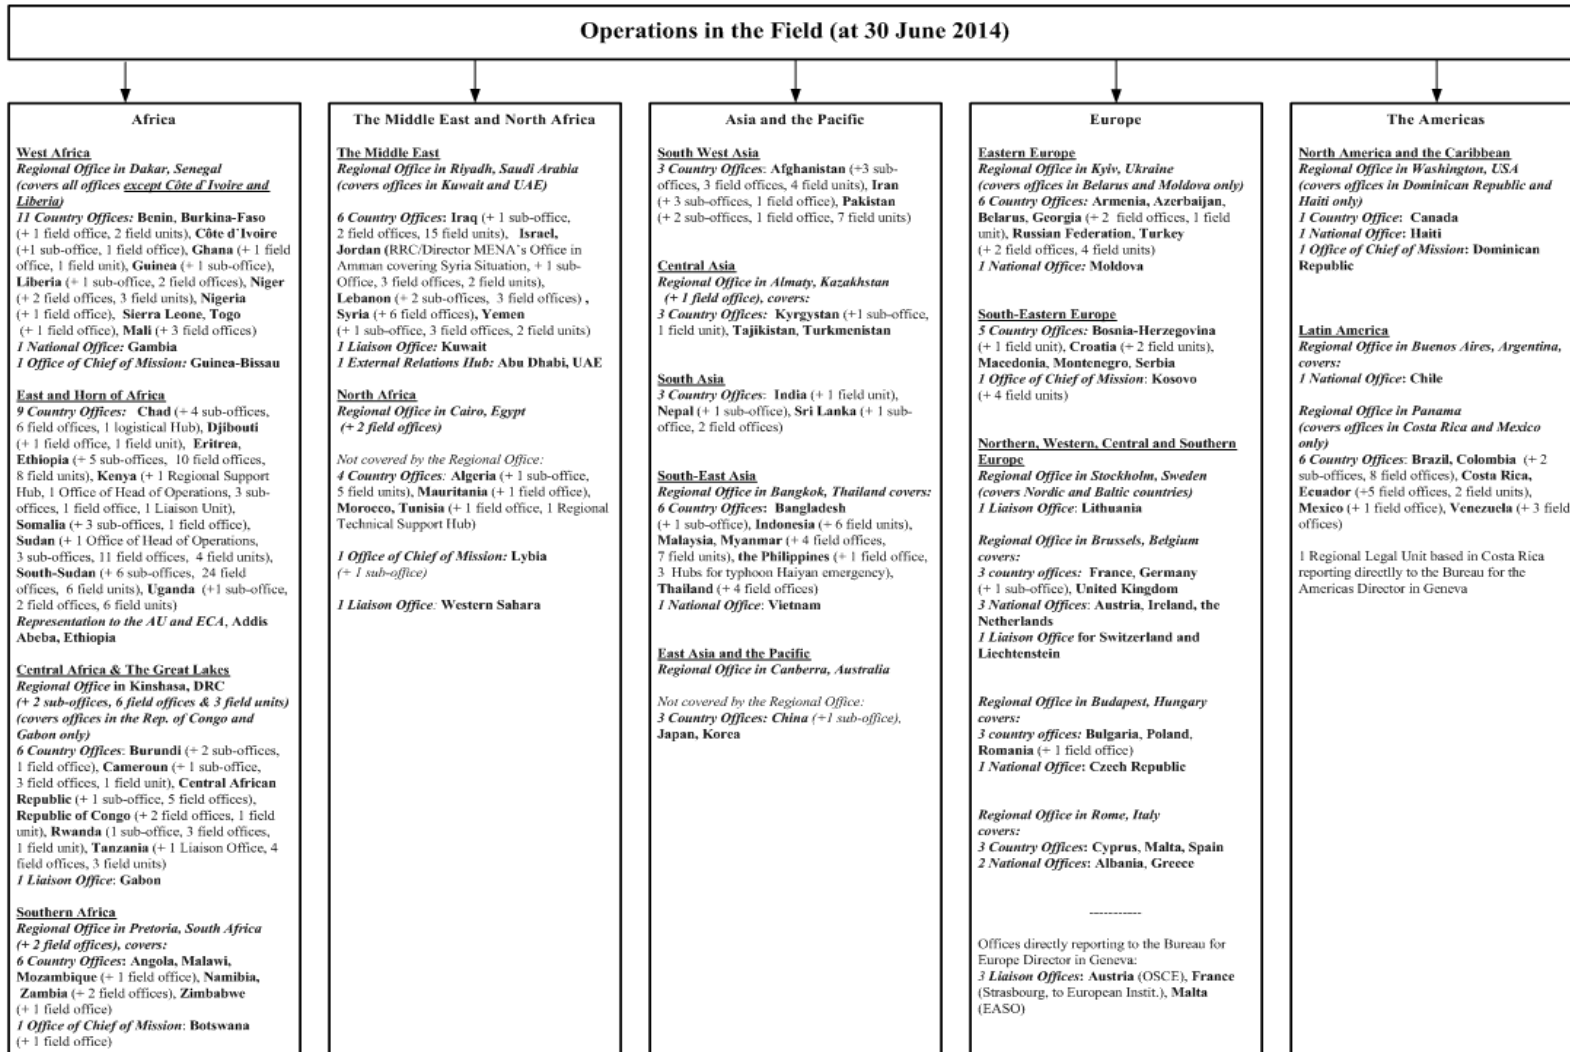 Operations in the Field (at 30 June 2014)
Africa
West Africa
Regional Office in Dakar, Senegal
(covers all offices except Côte d`Ivoire and
Liberia)
11 Country Offices: Benin, Burkina-Faso
(+ 1 field office, 2 field units), Côte d`Ivoire
(+1 sub-office, 1 field office), Ghana (+ 1 field
office, 1 field unit), Guinea (+ 1 sub-office),
Liberia (+ 1 sub-office, 2 field offices), Niger
(+ 2 field offices, 3 field units), Nigeria
(+ 1 field office), Sierra Leone, Togo
(+ 1 field office), Mali (+ 3 field offices)
1 National Office: Gambia
1 Office of Chief of Mission: Guinea-Bissau
East and Horn of Africa
9 Country Offices: Chad (+ 4 sub-offices,
6 field offices, 1 logistical Hub), Djibouti
(+ 1 field office, 1 field unit), Eritrea,
Ethiopia (+ 5 sub-offices, 10 field offices,
8 field units), Kenya (+ 1 Regional Support
Hub, 1 Office of Head of Operations, 3 sub-
offices, 1 field office, 1 Liaison Unit),
Somalia (+ 3 sub-offices, 1 field office),
Sudan (+ 1 Office of Head of Operations,
3 sub-offices, 11 field offices, 4 field units),
South-Sudan (+ 6 sub-offices, 24 field
offices, 6 field units), Uganda (+1 sub-office,
2 field offices, 6 field units)
Representation to the AU and ECA, Addis
Abeba, Ethiopia
Central Africa & The Great Lakes
Regional Office in Kinshasa, DRC
(+ 2 sub-offices, 6 field offices & 3 field units)
(covers offices in the Rep. of Congo and
Gabon only)
6 Country Offices: Burundi (+ 2 sub-offices,
1 field office), Cameroun (+ 1 sub-office,
3 field offices, 1 field unit), Central African
Republic (+ 1 sub-office, 5 field offices),
Republic of Congo (+ 2 field offices, 1 field
unit), Rwanda (1 sub-office, 3 field offices,
1 field unit), Tanzania (+ 1 Liaison Office, 4
field offices, 3 field units)
1 Liaison Office: Gabon
Southern Africa
Regional Office in Pretoria, South Africa
(+ 2 field offices), covers:
6 Country Offices: Angola, Malawi,
Mozambique (+ 1 field office), Namibia,
Zambia (+ 2 field offices), Zimbabwe
(+ 1 field office)
1 Office of Chief of Mission: Botswana
(+ 1 field office)
The Middle East and North Africa
The Middle East
Regional Office in Riyadh, Saudi Arabia
(covers offices in Kuwait and UAE)
6 Country Offices: Iraq (+ 1 sub-office,
2 field offices, 15 field units), Israel,
Jordan (RRC/Director MENA`s Office in
Amman covering Syria Situation, + 1 sub-
Office, 3 field offices, 2 field units),
Lebanon (+ 2 sub-offices, 3 field offices) ,
Syria (+ 6 field offices), Yemen
(+ 1 sub-office, 3 field offices, 2 field units)
1 Liaison Office: Kuwait
1 External Relations Hub: Abu Dhabi, UAE
North Africa
Regional Office in Cairo, Egypt
(+ 2 field offices)
Not covered by the Regional Office:
4 Country Offices: Algeria (+ 1 sub-office,
5 field units), Mauritania (+ 1 field office),
Morocco, Tunisia (+ 1 field office, 1 Regional
Technical Support Hub)
1 Office of Chief of Mission: Lybia
(+ 1 sub-office)
1 Liaison Office: Western Sahara
Asia and the Pacific
South West Asia
3 Country Offices: Afghanistan (+3 sub-
offices, 3 field offices, 4 field units), Iran
(+ 3 sub-offices, 1 field office), Pakistan
(+ 2 sub-offices, 1 field office, 7 field units)
Central Asia
Regional Office in Almaty, Kazakhstan
(+ 1 field office), covers:
3 Country Offices: Kyrgystan (+1 sub-office,
1 field unit), Tajikistan, Turkmenistan
South Asia
3 Country Offices: India (+ 1 field unit),
Nepal (+ 1 sub-office), Sri Lanka (+ 1 sub-
office, 2 field offices)
South-East Asia
Regional Office in Bangkok, Thailand covers:
6 Country Offices: Bangladesh
(+ 1 sub-office), Indonesia (+ 6 field units),
Malaysia, Myanmar (+ 4 field offices,
7 field units), the Philippines (+ 1 field office,
3 Hubs for typhoon Haiyan emergency),
Thailand (+ 4 field offices)
1 National Office: Vietnam
East Asia and the Pacific
Regional Office in Canberra, Australia
Not covered by the Regional Office:
3 Country Offices: China (+1 sub-office),
Japan, Korea
Europe
Eastern Europe
Regional Office in Kyiv, Ukraine
(covers offices in Belarus and Moldova only)
6 Country Offices: Armenia, Azerbaijan,
Belarus, Georgia (+ 2 field offices, 1 field
unit), Russian Federation, Turkey
(+ 2 field offices, 4 field units)
1 National Office: Moldova
South-Eastern Europe
5 Country Offices: Bosnia-Herzegovina
(+ 1 field unit), Croatia (+ 2 field units),
Macedonia, Montenegro, Serbia
1 Office of Chief of Mission: Kosovo
(+ 4 field units)
Northern, Western, Central and Southern
Europe
Regional Office in Stockholm, Sweden
(covers Nordic and Baltic countries)
1 Liaison Office: Lithuania
Regional Office in Brussels, Belgium
covers:
3 country offices: France, Germany
(+ 1 sub-office), United Kingdom
3 National Offices: Austria, Ireland, the
Netherlands
1 Liaison Office for Switzerland and
Liechtenstein
Regional Office in Budapest, Hungary
covers:
3 country offices: Bulgaria, Poland,
Romania (+ 1 field office)
1 National Office: Czech Republic
Regional Office in Rome, Italy
covers:
3 Country Offices: Cyprus, Malta, Spain
2 National Offices: Albania, Greece
-----------
Offices directly reporting to the Bureau for
Europe Director in Geneva:
3 Liaison Offices: Austria (OSCE), France
(Strasbourg, to European Instit.), Malta
(EASO)
The Americas
North America and the Caribbean
Regional Office in Washington, USA
(covers offices in Dominican Republic and
Haiti only)
1 Country Office: Canada
1 National Office: Haiti
1 Office of Chief of Mission: Dominican
Republic
Latin America
Regional Office in Buenos Aires, Argentina,
covers:
1 National Office: Chile
Regional Office in Panama
(covers offices in Costa Rica and Mexico
only)
6 Country Offices: Brazil, Colombia (+ 2
sub-offices, 8 field offices), Costa Rica,
Ecuador (+5 field offices, 2 field units),
Mexico (+ 1 field office), Venezuela (+ 3 field
offices)
1 Regional Legal Unit based in Costa Rica
reporting directlly to the Bureau for the
Americas Director in Geneva